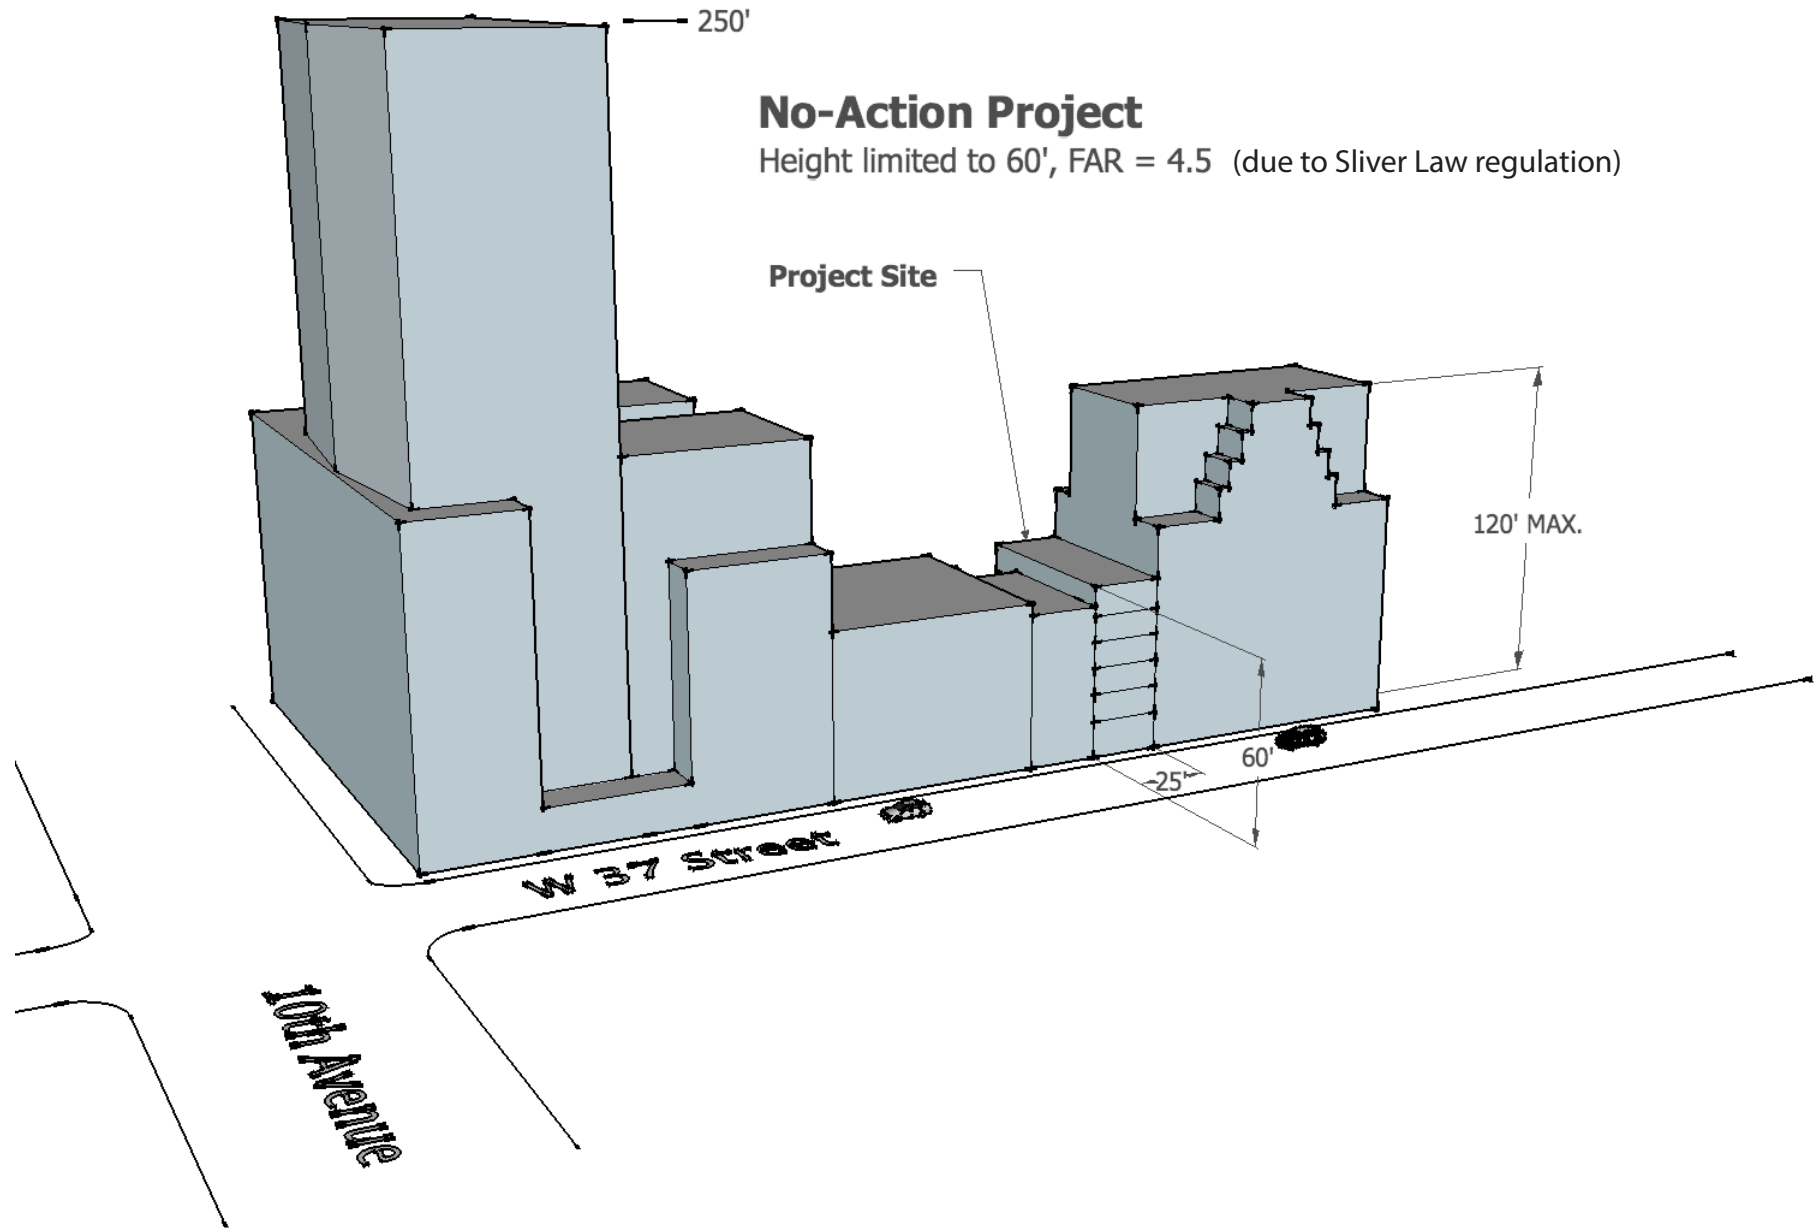 250'
No-Action Project
Height limited to 60', FAR = 4.5 (due to Sliver Law regulation)
Project Site
120' MAX.
60'
25'
W 37 Street
10th Avenue